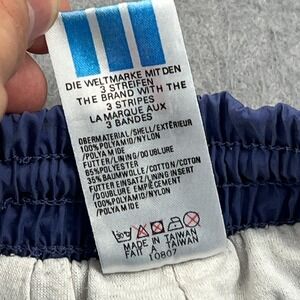 DIE WELTMARKE MIT DEN
3 STREIFEN
THE BRAND WITH THE
3 STRIPES
LA MARQUE AUX
3 BANDES
OBERMATERIAL/SHELL/EXTÉRIEUR
100% POLYAMID/NYLON
/POLYAMIDE
FUTTER/LINING/DOUBLURE
65% POLYESTER
35% BAUMWOLLE/COTTON/COTON
FUTTER EINSATZ/LINING INS
/DOUBLURE EMPIÈCEMENT
100% POLYAMID/NYLON
/POLYAMIDE
MADE IN TAIWAN
FAIT A TAIWAN
10807